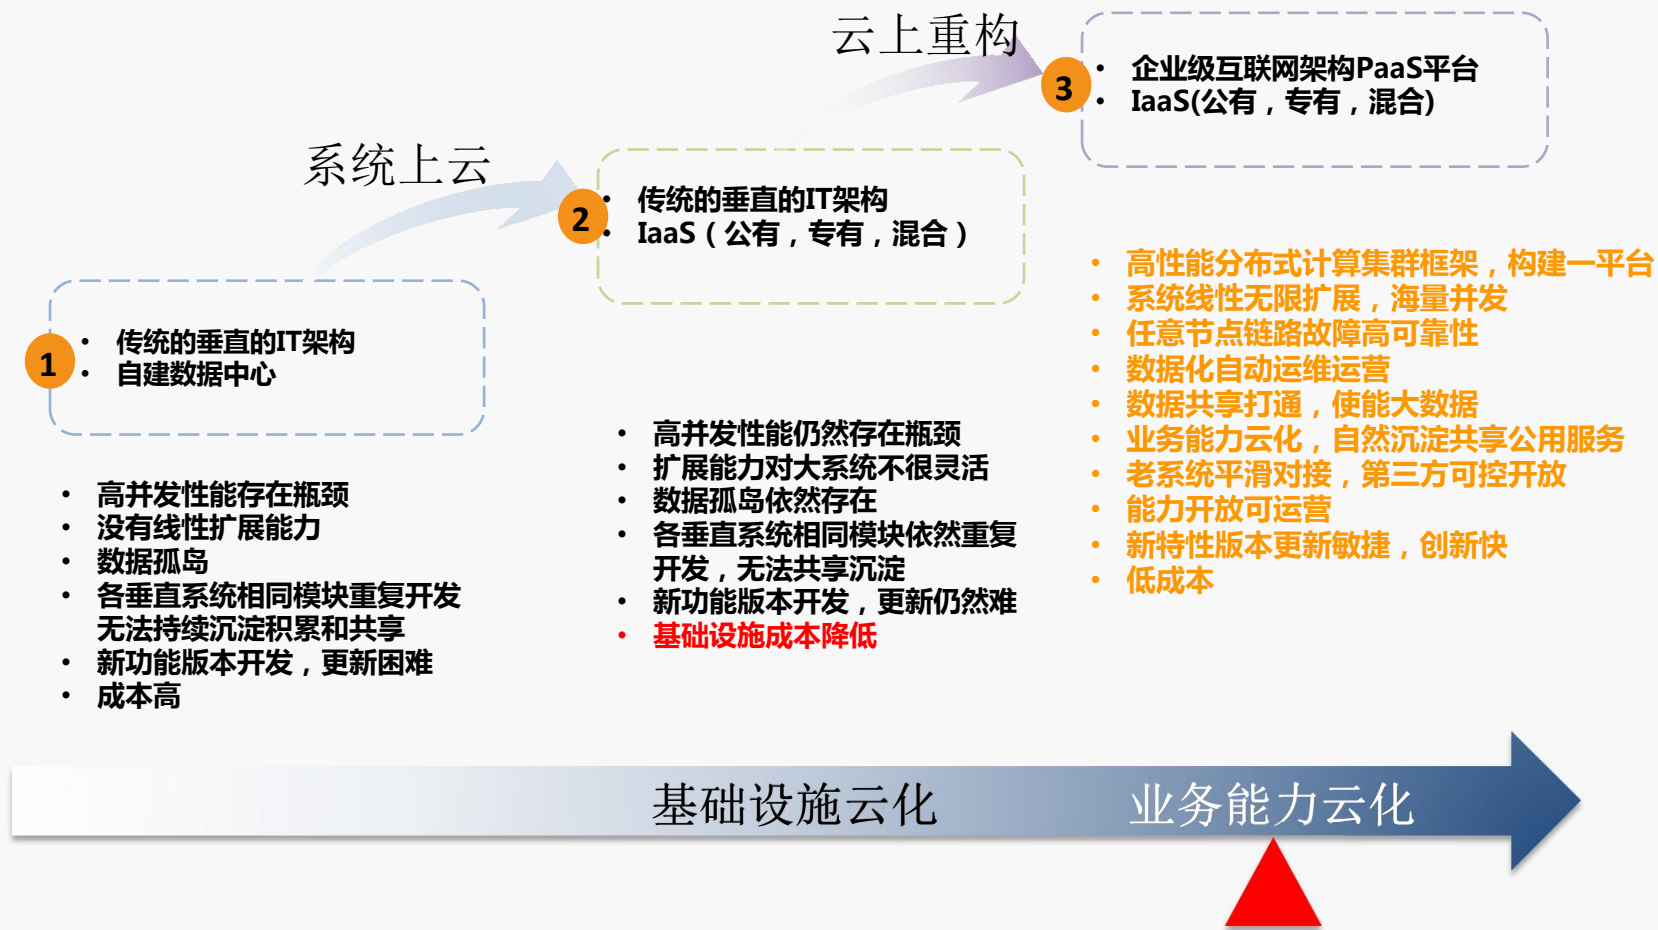 云上重构
3
• 企业级互联网架构PaaS平台
• IaaS(公有，专有，混合)
系统上云
2
• 传统的垂直的IT架构
• IaaS（公有，专有，混合）
1
• 传统的垂直的IT架构
• 自建数据中心
• 高并发性能存在瓶颈
• 没有线性扩展能力
• 数据孤岛
• 各垂直系统相同模块重复开发
无法持续沉淀积累和共享
• 新功能版本开发，更新困难
• 成本高
• 高并发性能仍然存在瓶颈
• 扩展能力对大系统不很灵活
• 数据孤岛依然存在
• 各垂直系统相同模块依然重复
开发，无法共享沉淀
• 新功能版本开发，更新仍然难
• 基础设施成本降低
• 高性能分布式计算集群框架，构建一平台
• 系统线性无限扩展，海量并发
• 任意节点链路故障高可靠性
• 数据化自动运维运营
• 数据共享打通，使能大数据
• 业务能力云化，自然沉淀共享公用服务
• 老系统平滑对接，第三方可控开放
• 能力开放可运营
• 新特性版本更新敏捷，创新快
• 低成本
基础设施云化
业务能力云化